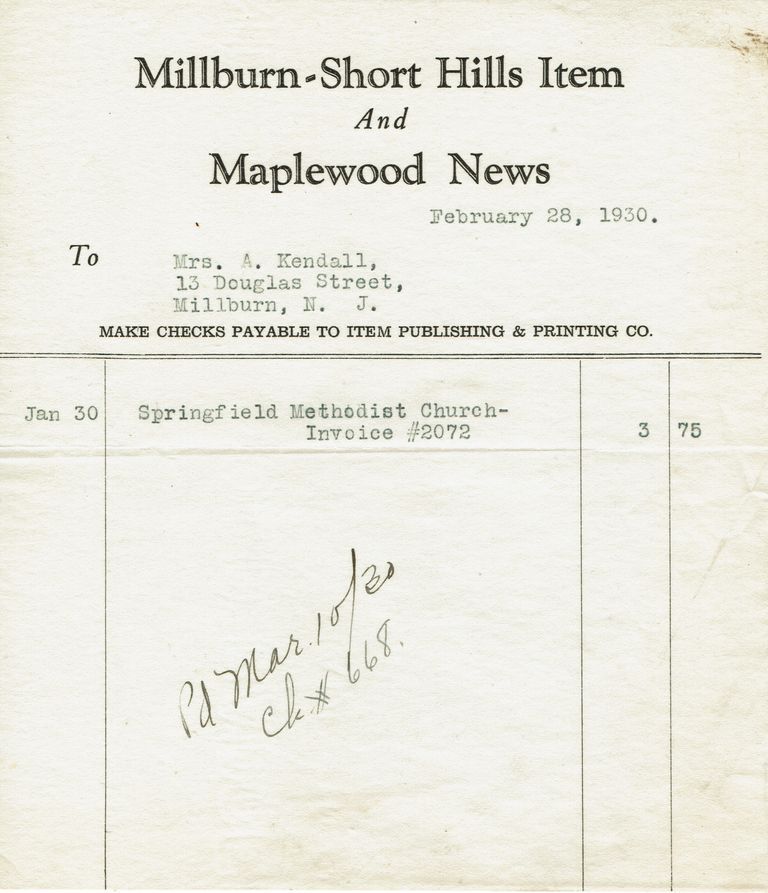 Millburn-Short Hills Item
And
Maplewood News
February 28, 1930.
To Mrs. A. Kendall,
13 Douglas Street,
Millburn, N. J.
MAKE CHECKS PAYABLE TO ITEM PUBLISHING & PRINTING CO.
Jan 30 Springfield Methodist Church-
Invoice #2072 3 75
Pd Mar. 10/30
Ck # 668.